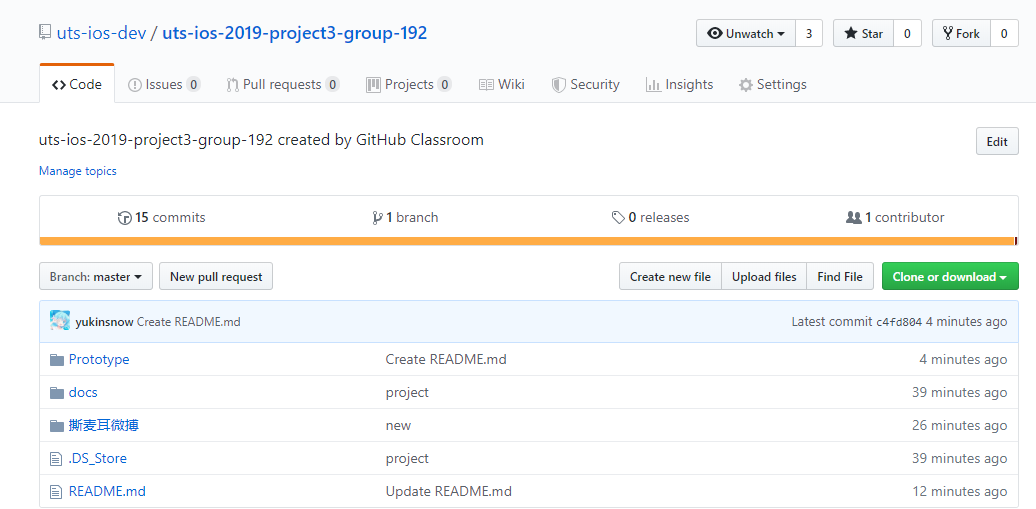 uts-ios-dev / uts-ios-2019-project3-group-192 Unwatch 3 Star 0 Fork 0
Code Issues 0 Pull requests 0 Projects 0 Wiki Security Insights Settings
uts-ios-2019-project3-group-192 created by GitHub Classroom Edit
Manage topics
15 commits 1 branch 0 releases 1 contributor
Branch: master New pull request Create new file Upload files Find File Clone or download
yukinsnow Create README.md Latest commit c4fd804 4 minutes ago
Prototype Create README.md 4 minutes ago
docs project 39 minutes ago
撕麦耳微搏 new 26 minutes ago
.DS_Store project 39 minutes ago
README.md Update README.md 12 minutes ago